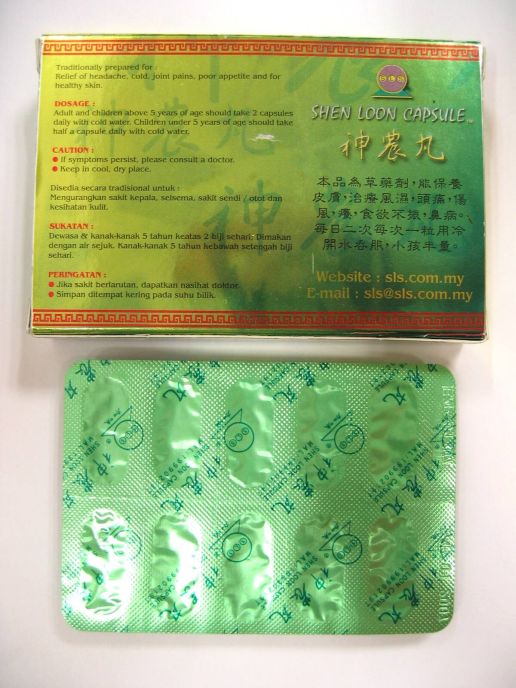 Traditionally prepared for :
Relief of headache, cold, joint pains, poor appetite and for
healthy skin.
DOSAGE :
Adult and children above 5 years of age should take 2 capsules
daily with cold water. Children under 5 years of age should take
half a capsule daily with cold water.
CAUTION :
● If symptoms persist, please consult a doctor.
● Keep in cool, dry place.
Disedia secara tradisional untuk :
Mengurangkan sakit kepala, selsema, sakit sendi / otot dan
kesihatan kulit.
SUKATAN :
Dewasa & kanak-kanak 5 tahun keatas 2 biji sehari. Dimakan
dengan air sejuk. Kanak-kanak 5 tahun kebawah setengah biji
sehari.
PERINGATAN :
● Jika sakit berlarutan, dapatkan nasihat doktor.
● Simpan ditempat kering pada suhu bilik.
SLS
SHEN LOON CAPSULE™
神農丸
本品為草藥劑，能保養
皮膚，治療風濕，頭痛，傷
風，癢，食欲不振，鼻病。
每日二次每次一粒用冷
開水吞服，小孩半量。
Website : sls.com.my
E-mail : sls@sls.com.my
神農丸
SHEN LOON CAPSULE